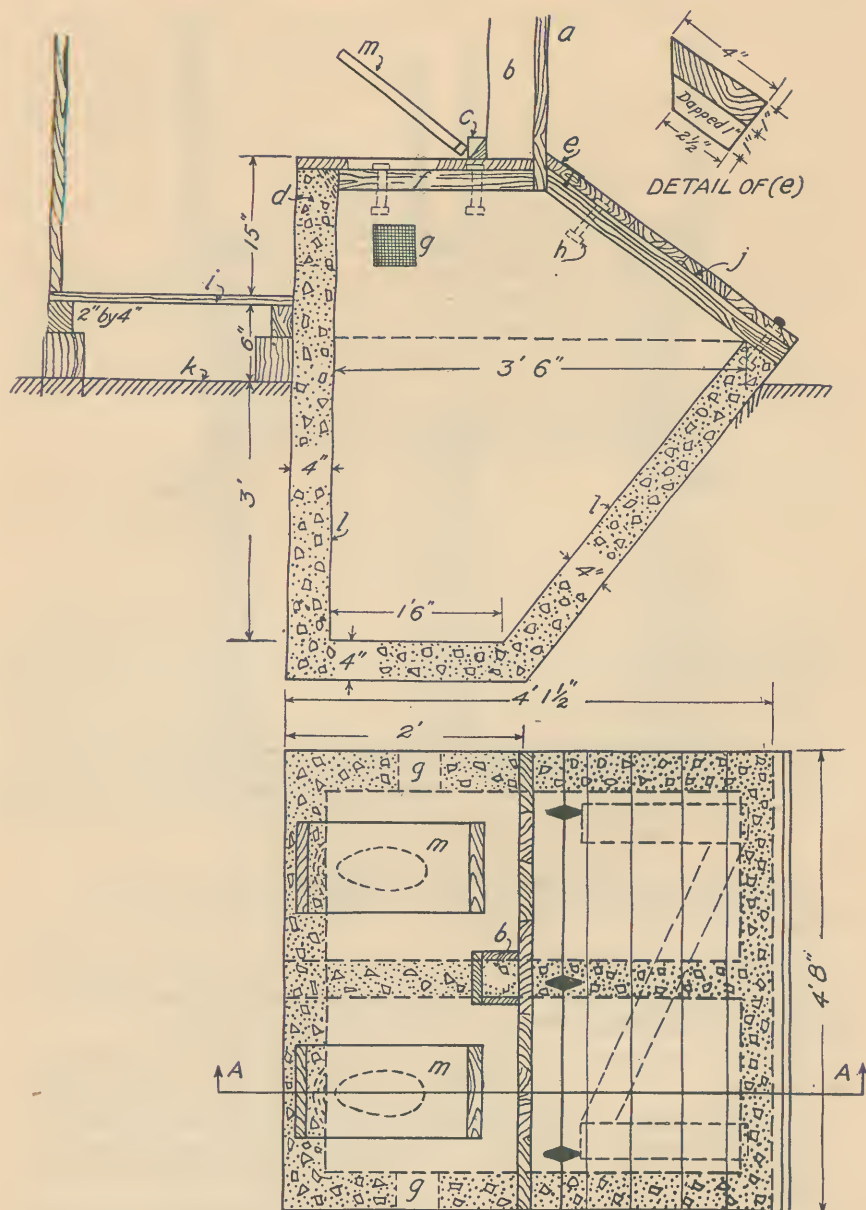 a
m
b
4"
c
Dapped 1"
1"
1"
2½"
e
DETAIL OF (e)
f
d
15"
g
h
j
i
2" by 4"
6"
k
3' 6"
4"
3'
l
l
4"
1'6"
4"
4' 1½"
2'
g
m
b
4' 8"
m
A
A
g